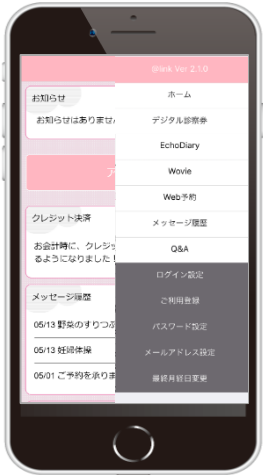 @link Ver 2.1.0
ホーム
デジタル診察券
EchoDiary
Wovie
Web予約
メッセージ履歴
Q&A
ログイン設定
ご利用登録
パスワード設定
メールアドレス設定
最終月経日変更
お知らせ
お知らせはありません
ア
クレジット決済
お会計時に、クレジッ
るようになりました！
メッセージ履歴
05/13 野菜のすりつぶ
05/13 妊婦体操
05/01 ご予約を承りま